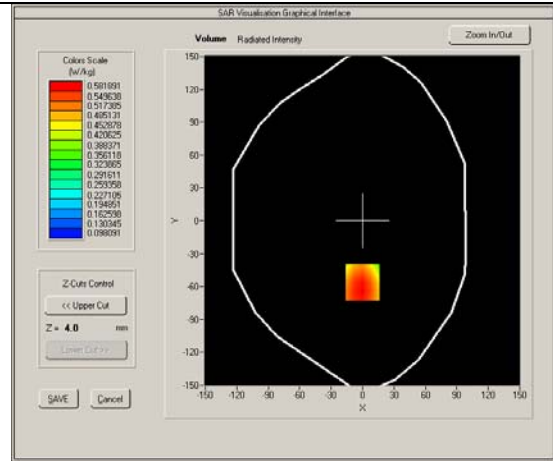 SAR Visualisation Graphical Interface
Volume Radiated Intensity
Zoom In/Out
Colors Scale
(W/kg)
0.581891
0.549638
0.517385
0.485131
0.452878
0.420625
0.388371
0.356118
0.323865
0.291611
0.259358
0.227105
0.194851
0.162598
0.130345
0.098091
Z-Cuts Control
<< Upper Cut
Z = 4.0 mm
Lower Cut >>
SAVE
Cancel
150
120
90
60
30
Y 0
-30
-60
-90
-120
-150
-150 -120 -90 -60 -30 0 30 60 90 120 150
X